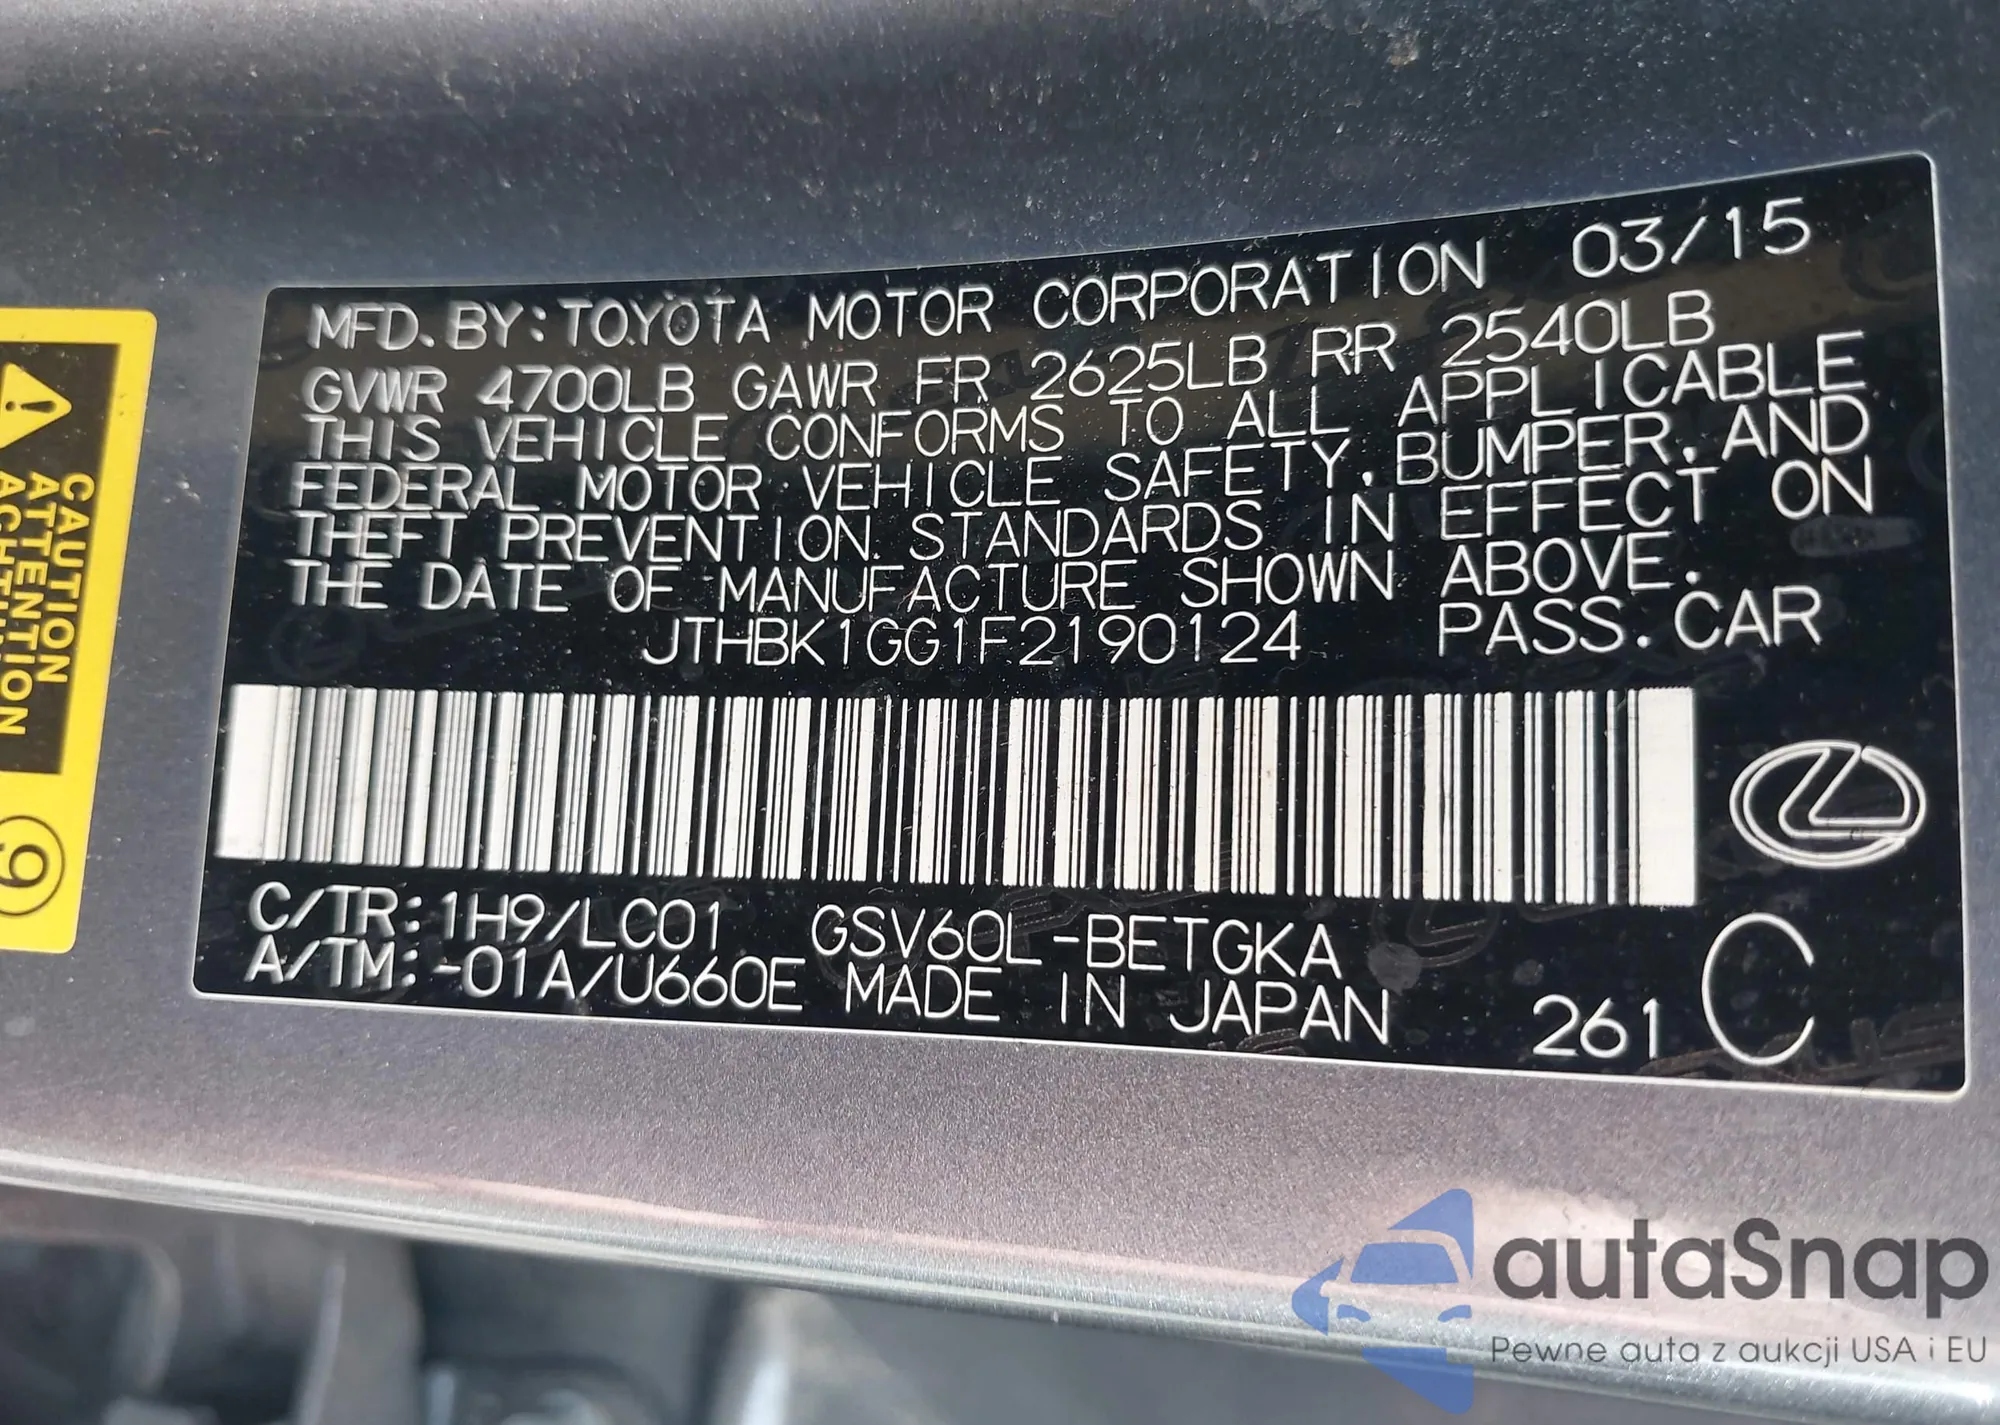 MFD. BY: TOYOTA MOTOR CORPORATION 03/15
GVWR 4700LB GAWR FR 2625LB RR 2540LB
THIS VEHICLE CONFORMS TO ALL APPLICABLE
FEDERAL MOTOR VEHICLE SAFETY, BUMPER, AND
THEFT PREVENTION STANDARDS IN EFFECT ON
THE DATE OF MANUFACTURE SHOWN ABOVE.
JTHBK1GG1F2190124 PASS. CAR
C/TR: 1H9/LC01 GSV60L-BETGKA
A/TM: -01A/U660E MADE IN JAPAN 261 C
CAUTION
ATTENTION
ACHTUNG
9
autaSnap
Pewne auta z aukcji USA i EU